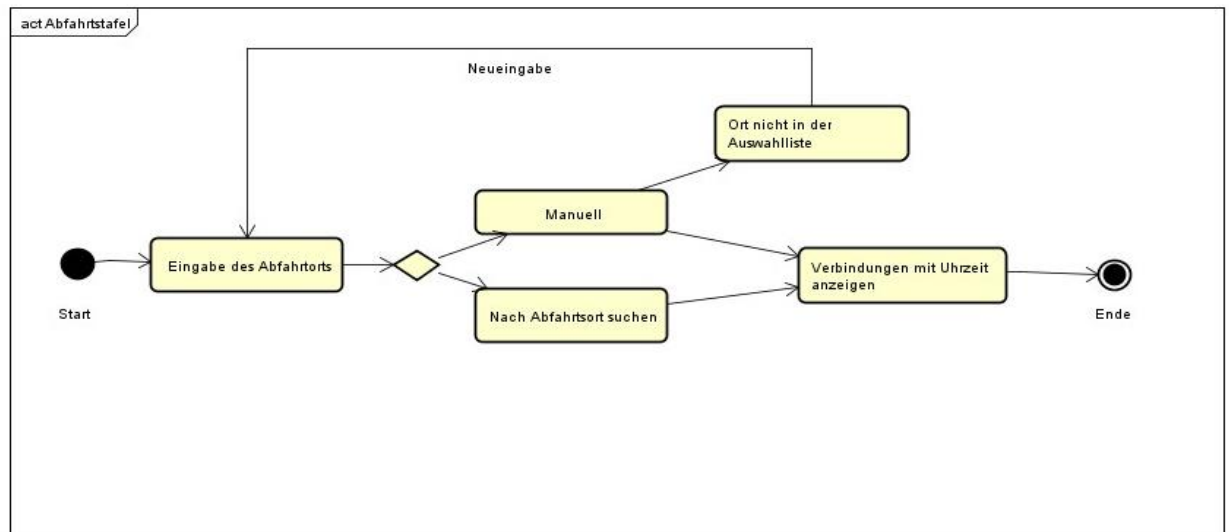 act Abfahrtstafel
Neueingabe
Ort nicht in der
Auswahlliste
Manuell
Eingabe des Abfahrtorts
Verbindungen mit Uhrzeit
anzeigen
Nach Abfahrtsort suchen
Start
Ende